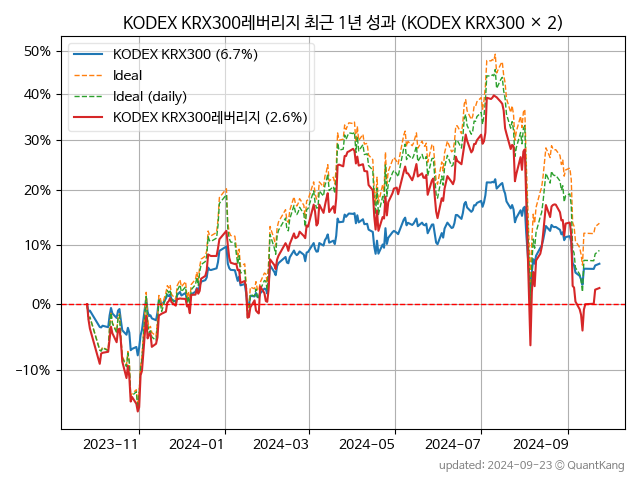 KODEX KRX300레버리지 최근 1년 성과 (KODEX KRX300 × 2)
50%
40%
30%
20%
10%
0%
−10%
KODEX KRX300 (6.7%)
Ideal
Ideal (daily)
KODEX KRX300레버리지 (2.6%)
2023-11
2024-01
2024-03
2024-05
2024-07
2024-09
updated: 2024-09-23 © QuantKang